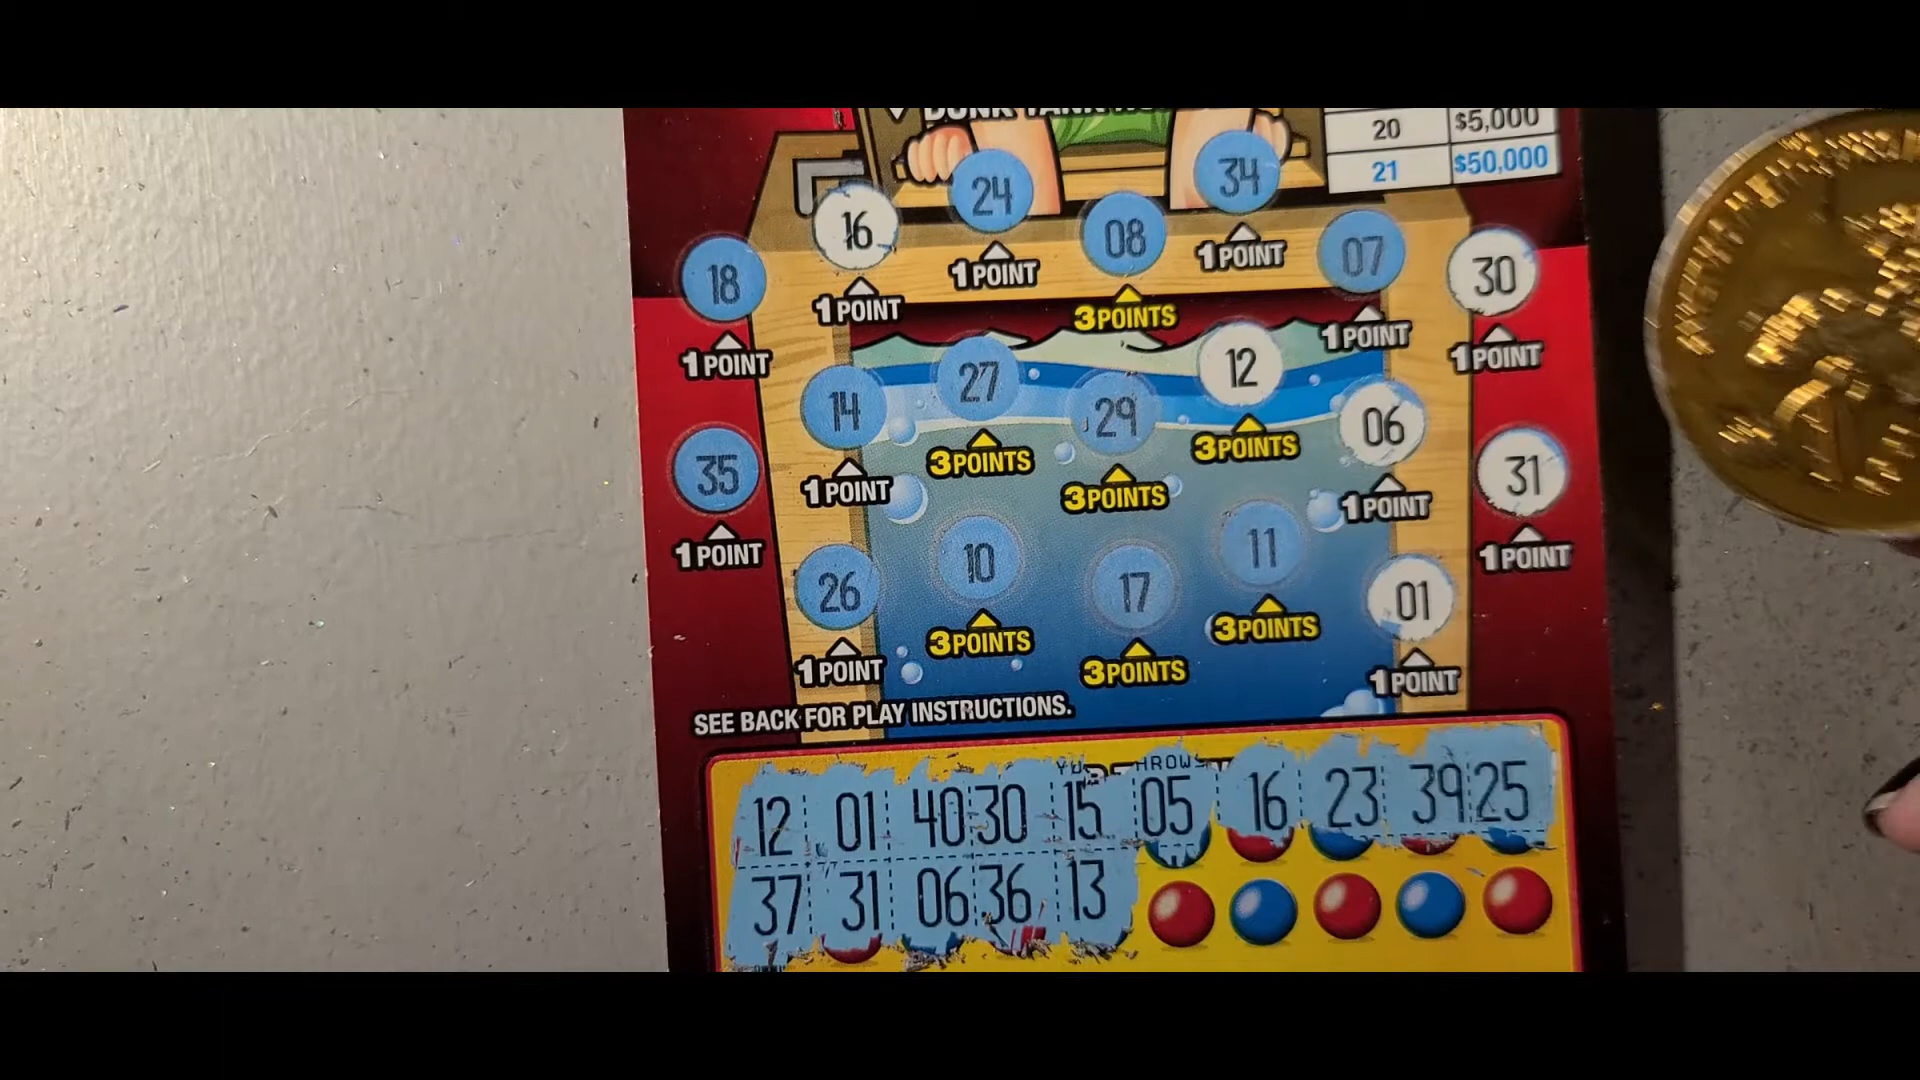 DUNK TANK
20 $5,000
21 $50,000
16 24 08 34 07
18 30
1 POINT 1 POINT 3 POINTS 1 POINT 1 POINT
1 POINT 1 POINT
14 27 29 12 06
35 31
1 POINT 3 POINTS 3 POINTS 3 POINTS 1 POINT
1 POINT 1 POINT
26 10 17 11 01
1 POINT 3 POINTS 3 POINTS 3 POINTS 1 POINT
SEE BACK FOR PLAY INSTRUCTIONS.
12 01 40 30 15 05 16 23 39 25
37 31 06 36 13